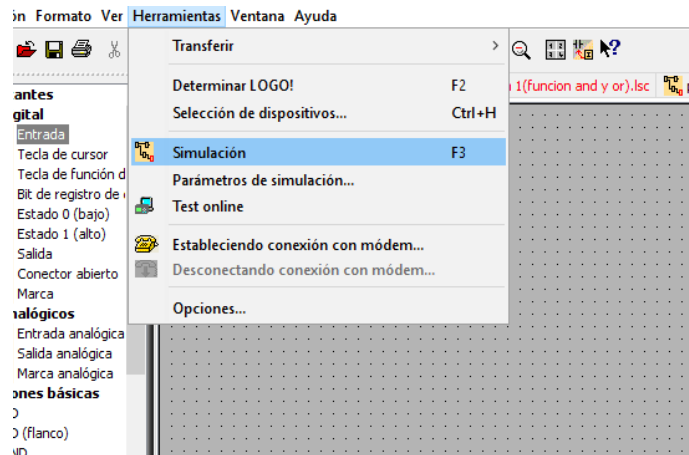 ón Formato Ver Herramientas Ventana Ayuda
Transferir >
Determinar LOGO! F2
Selección de dispositivos... Ctrl+H
Simulación F3
Parámetros de simulación...
Test online
Estableciendo conexión con módem...
Desconectando conexión con módem...
Opciones...
1(funcion and y or).lsc
antes
gital
Entrada
Tecla de cursor
Tecla de función d
Bit de registro de
Estado 0 (bajo)
Estado 1 (alto)
Salida
Conector abierto
Marca
nalógicos
Entrada analógica
Salida analógica
Marca analógica
ones básicas
D (flanco)